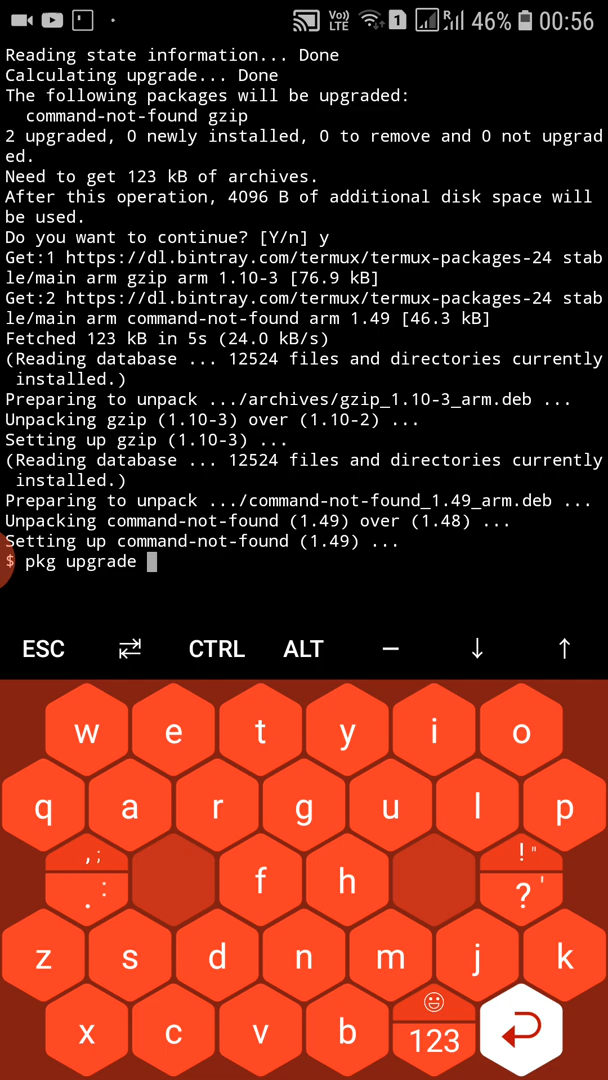 Vo))
LTE
1
R
46%
00:56
Reading state information... Done
Calculating upgrade... Done
The following packages will be upgraded:
  command-not-found gzip
2 upgraded, 0 newly installed, 0 to remove and 0 not upgrad
ed.
Need to get 123 kB of archives.
After this operation, 4096 B of additional disk space will
be used.
Do you want to continue? [Y/n] y
Get:1 https://dl.bintray.com/termux/termux-packages-24 stab
le/main arm gzip arm 1.10-3 [76.9 kB]
Get:2 https://dl.bintray.com/termux/termux-packages-24 stab
le/main arm command-not-found arm 1.49 [46.3 kB]
Fetched 123 kB in 5s (24.0 kB/s)
(Reading database ... 12524 files and directories currently
 installed.)
Preparing to unpack .../archives/gzip_1.10-3_arm.deb ...
Unpacking gzip (1.10-3) over (1.10-2) ...
Setting up gzip (1.10-3) ...
(Reading database ... 12524 files and directories currently
 installed.)
Preparing to unpack .../command-not-found_1.49_arm.deb ...
Unpacking command-not-found (1.49) over (1.48) ...
Setting up command-not-found (1.49) ...
$ pkg upgrade
ESC ⇄ CTRL ALT — ↓ ↑
w e t y i o
q a r g u l p
, ; ! "
. : f h ? '
z s d n m j k
x c v b 123